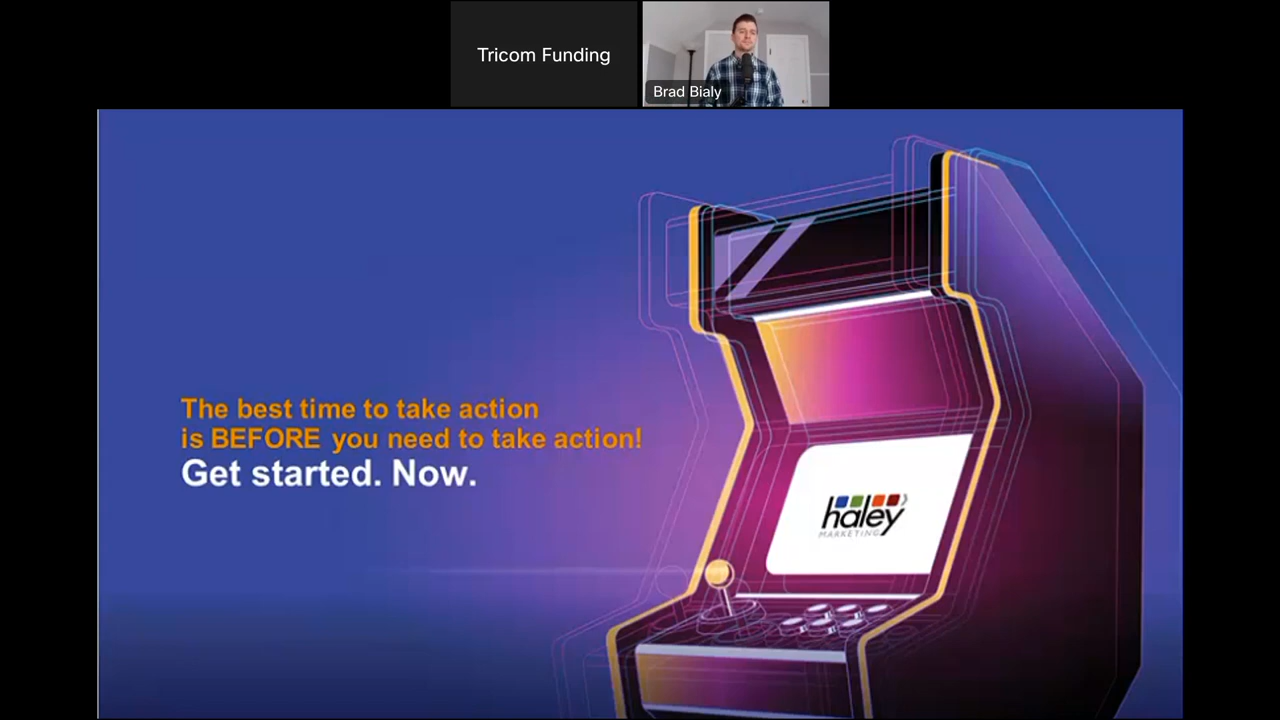 Tricom Funding
Brad Bialy
The best time to take action
is BEFORE you need to take action!
Get started. Now.
haley
MARKETING